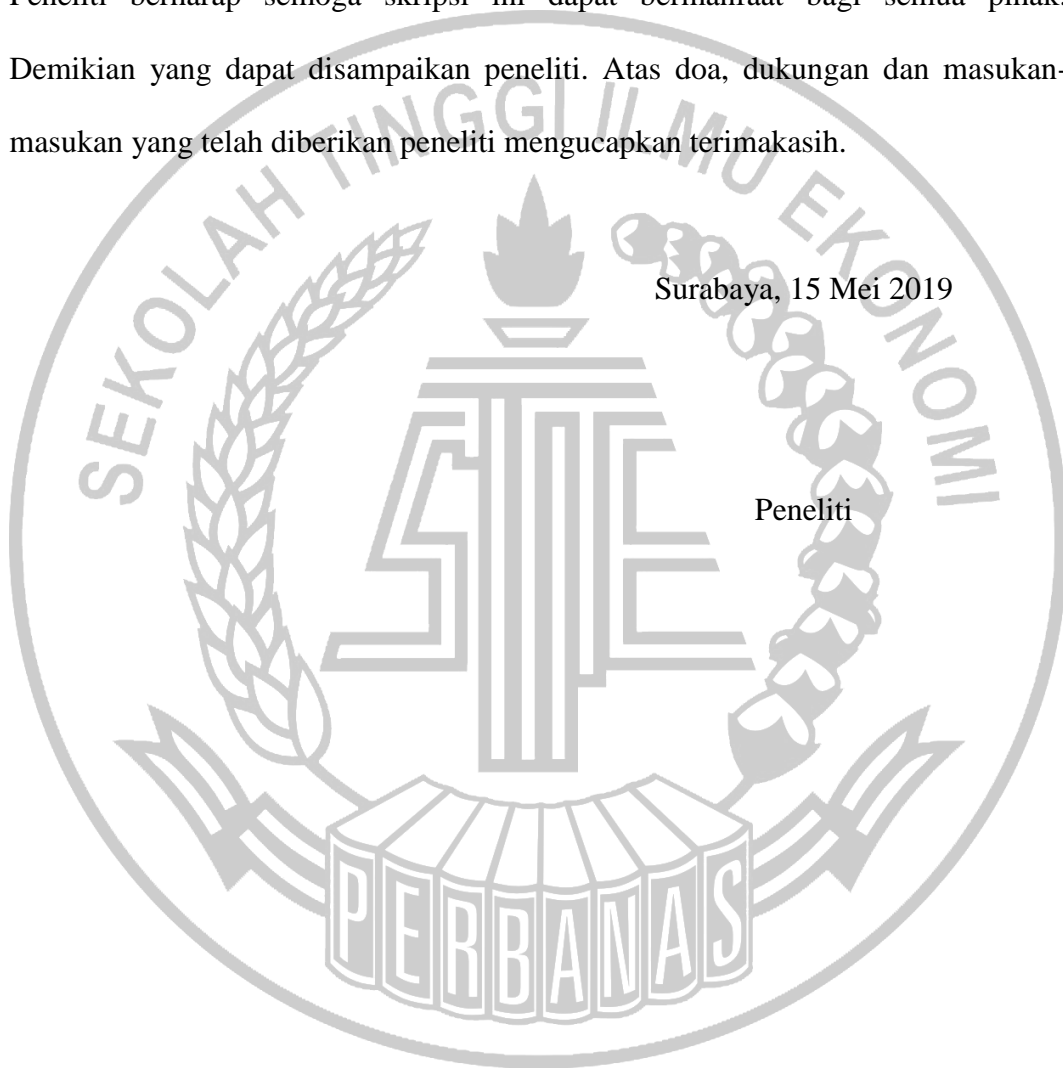 Peneliti berharap semoga skripsi ini dapat bermanfaat bagi semua pihak.
Demikian yang dapat disampaikan peneliti. Atas doa, dukungan dan masukan-
masukan yang telah diberikan peneliti mengucapkan terimakasih.
SEKOLAH TINGGI ILMU EKONOMI
Surabaya, 15 Mei 2019
STIE
Peneliti
PERBANAS